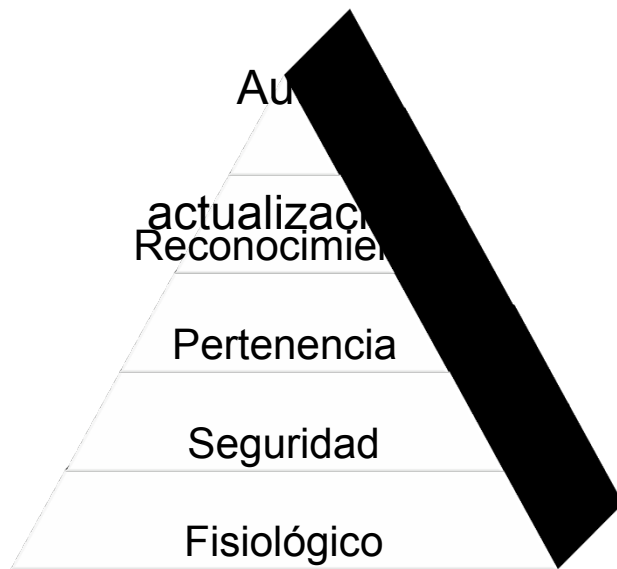 Au
actualizaci
Reconocimie
Pertenencia
Seguridad
Fisiológico